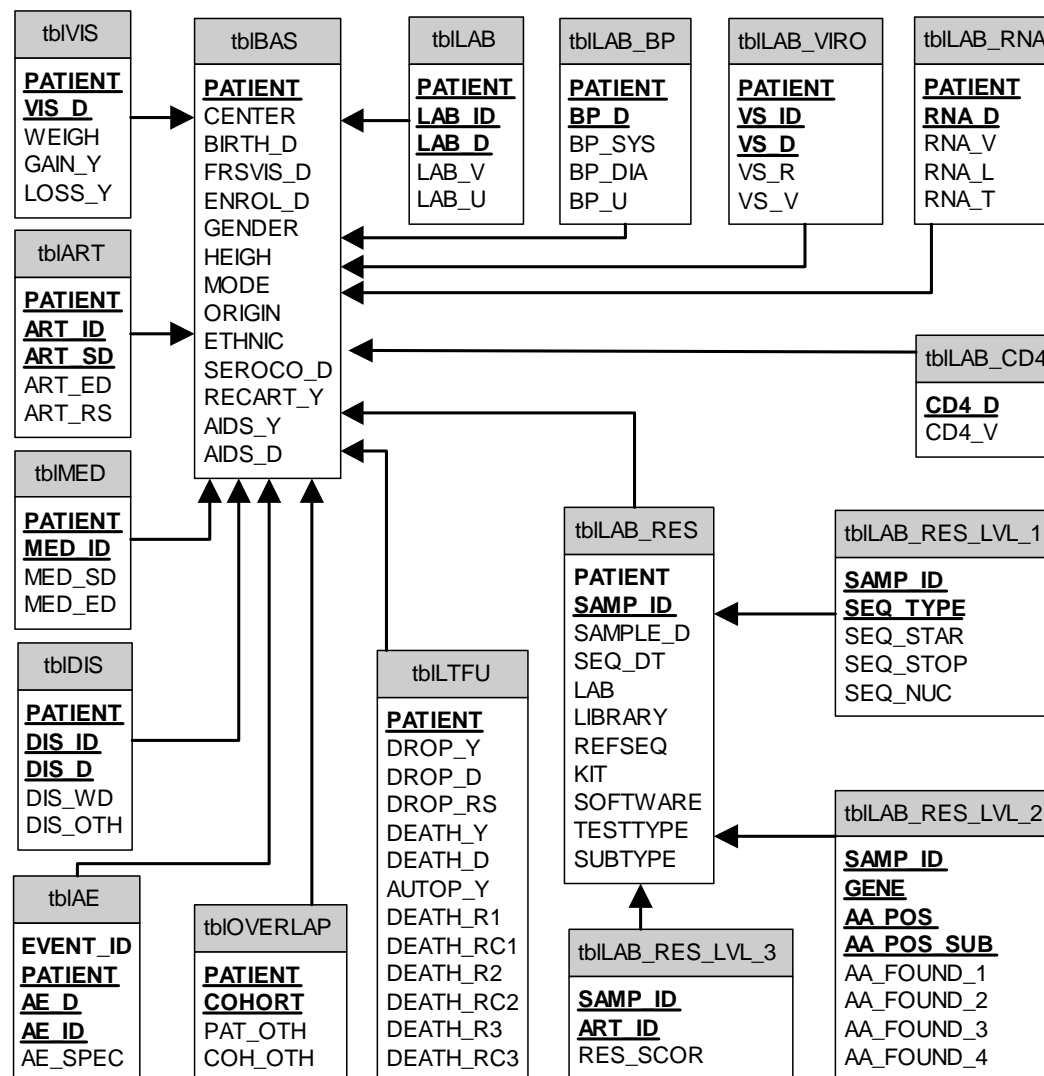 tblVIS
PATIENT
VIS_D
WEIGH
GAIN_Y
LOSS_Y
tblBAS
PATIENT
CENTER
BIRTH_D
FRSVIS_D
ENROL_D
GENDER
HEIGH
MODE
ORIGIN
ETHNIC
SEROCO_D
RECART_Y
AIDS_Y
AIDS_D
tblLAB
PATIENT
LAB_ID
LAB_D
LAB_V
LAB_U
tblLAB_BP
PATIENT
BP_D
BP_SYS
BP_DIA
BP_U
tblLAB_VIRO
PATIENT
VS_ID
VS_D
VS_R
VS_V
tblLAB_RNA
PATIENT
RNA_D
RNA_V
RNA_L
RNA_T
tblART
PATIENT
ART_ID
ART_SD
ART_ED
ART_RS
tblLAB_CD4
CD4_D
CD4_V
tblMED
PATIENT
MED_ID
MED_SD
MED_ED
tblLAB_RES
PATIENT
SAMP_ID
SAMPLE_D
SEQ_DT
LAB
LIBRARY
REFSEQ
KIT
SOFTWARE
TESTTYPE
SUBTYPE
tblLAB_RES_LVL_1
SAMP_ID
SEQ_TYPE
SEQ_STAR
SEQ_STOP
SEQ_NUC
tblDIS
PATIENT
DIS_ID
DIS_D
DIS_WD
DIS_OTH
tblLTFU
PATIENT
DROP_Y
DROP_D
DROP_RS
DEATH_Y
DEATH_D
AUTOP_Y
DEATH_R1
DEATH_RC1
DEATH_R2
DEATH_RC2
DEATH_R3
DEATH_RC3
tblLAB_RES_LVL_2
SAMP_ID
GENE
AA_POS
AA_POS_SUB
AA_FOUND_1
AA_FOUND_2
AA_FOUND_3
AA_FOUND_4
tblAE
EVENT_ID
PATIENT
AE_D
AE_ID
AE_SPEC
tblOVERLAP
PATIENT
COHORT
PAT_OTH
COH_OTH
tblLAB_RES_LVL_3
SAMP_ID
ART_ID
RES_SCOR